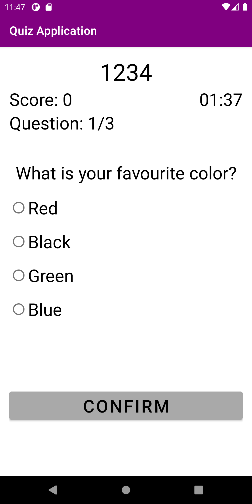 11:47
Quiz Application
1234
Score: 0 01:37
Question: 1/3
What is your favourite color?
Red
Black
Green
Blue
CONFIRM